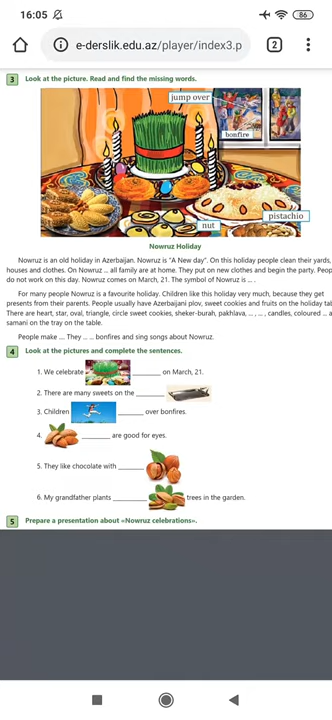 16:05
86
e-derslik.edu.az/player/index3.p
2
3 Look at the picture. Read and find the missing words.
jump over
bonfire
pistachio
nut
Nowruz Holiday
Nowruz is an old holiday in Azerbaijan. Nowruz is "A New day". On this holiday people clean their yards,
houses and clothes. On Nowruz ... all family are at home. They put on new clothes and begin the party. Peop
do not work on this day. Nowruz comes on March, 21. The symbol of Nowruz is ... .
For many people Nowruz is a favourite holiday. Children like this holiday very much, because they get
presents from their parents. People usually have Azerbaijani plov, sweet cookies and fruits on the holiday tab
There are heart, star, oval, triangle, circle sweet cookies, sheker-burah, pakhlava, ... , ... , candles, coloured ... a
samani on the tray on the table.
People make .... They ... ... bonfires and sing songs about Nowruz.
4 Look at the pictures and complete the sentences.
1. We celebrate ______ on March, 21.
2. There are many sweets on the ______
3. Children ______ over bonfires.
4. ______ are good for eyes.
5. They like chocolate with ______
6. My grandfather plants ______ trees in the garden.
5 Prepare a presentation about «Nowruz celebrations».